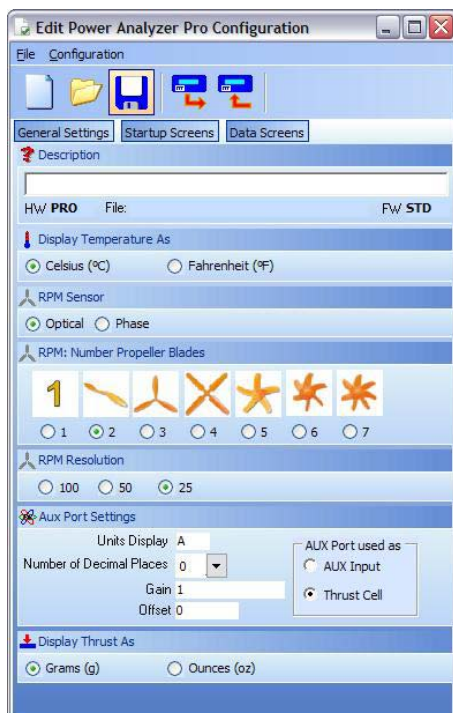 Edit Power Analyzer Pro Configuration
File Configuration
General Settings Startup Screens Data Screens
Description
HW PRO File: FW STD
Display Temperature As
Celsius (ºC) Fahrenheit (ºF)
RPM Sensor
Optical Phase
RPM: Number Propeller Blades
1
1 2 3 4 5 6 7
RPM Resolution
100 50 25
Aux Port Settings
Units Display A
Number of Decimal Places 0
Gain 1
Offset 0
AUX Port used as
AUX Input
Thrust Cell
Display Thrust As
Grams (g) Ounces (oz)